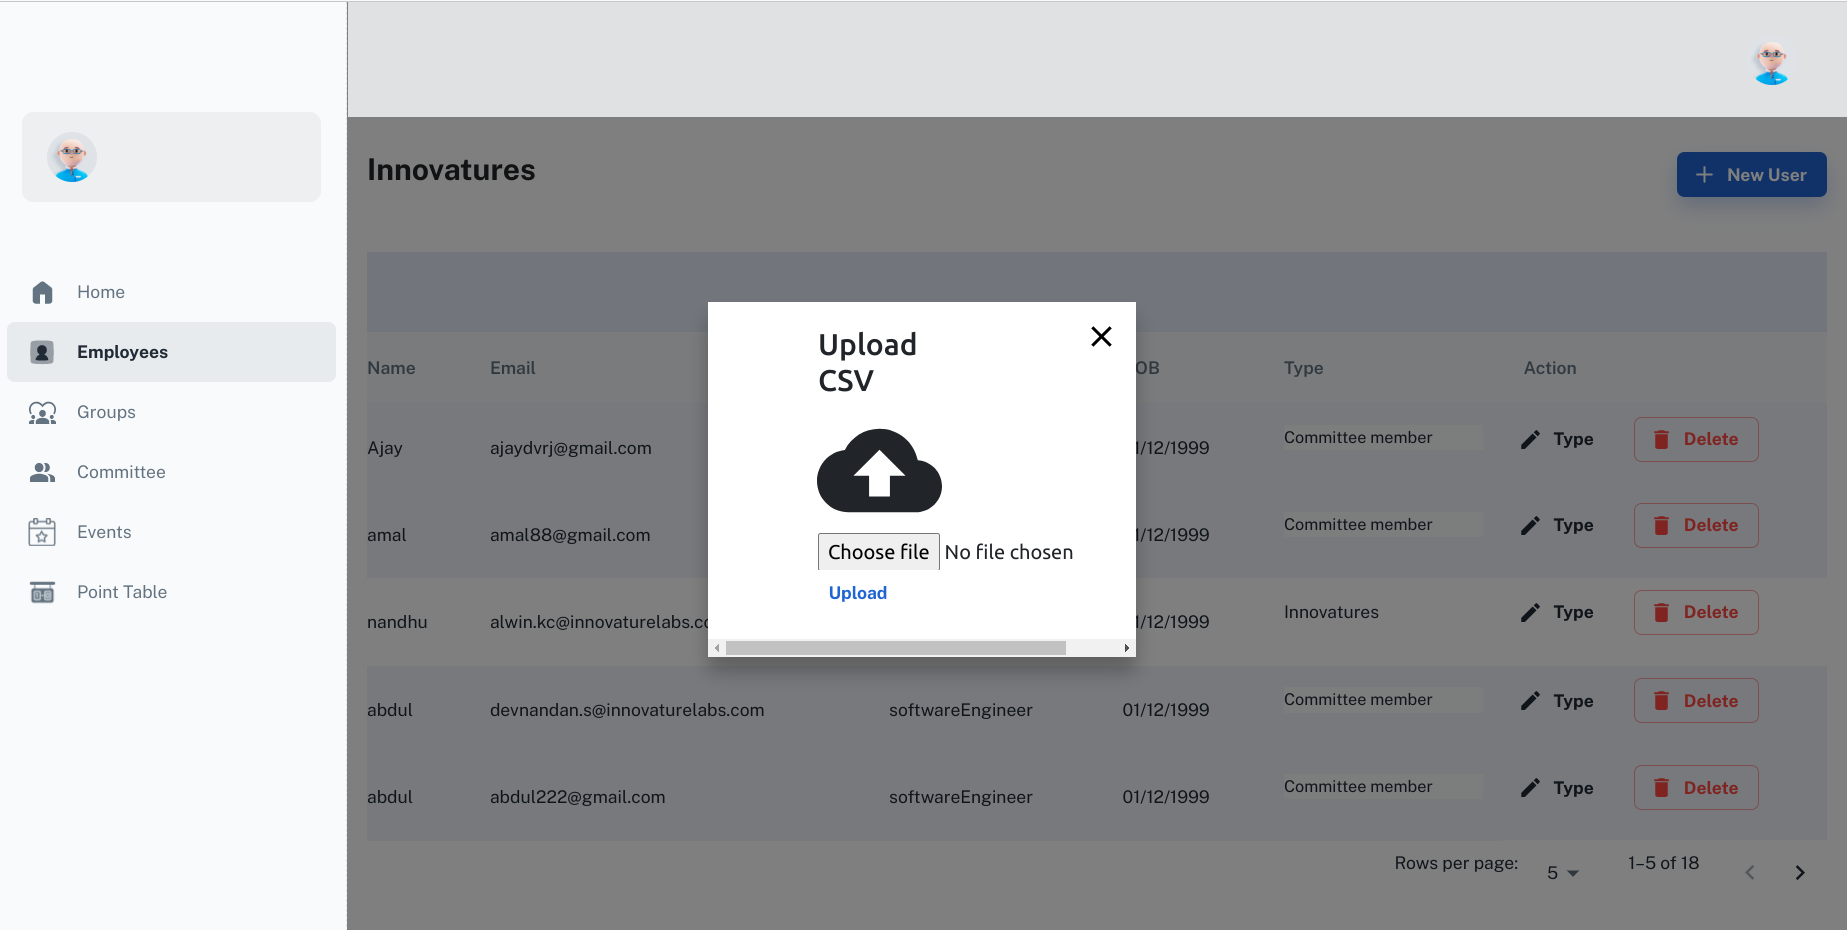 Home
Employees
Groups
Committee
Events
Point Table
Innovatures
New User
Name Email OB Type Action
Ajay ajaydvrj@gmail.com 1/12/1999 Committee member Type Delete
amal amal88@gmail.com 01/12/1999 Committee member Type Delete
nandhu alwin.kc@innovaturelabs.co 1/12/1999 Innovatures Type Delete
abdul devnandan.s@innovaturelabs.com softwareEngineer 01/12/1999 Committee member Type Delete
abdul abdul222@gmail.com softwareEngineer 01/12/1999 Committee member Type Delete
Rows per page: 5 1–5 of 18
Upload
CSV
Choose file No file chosen
Upload